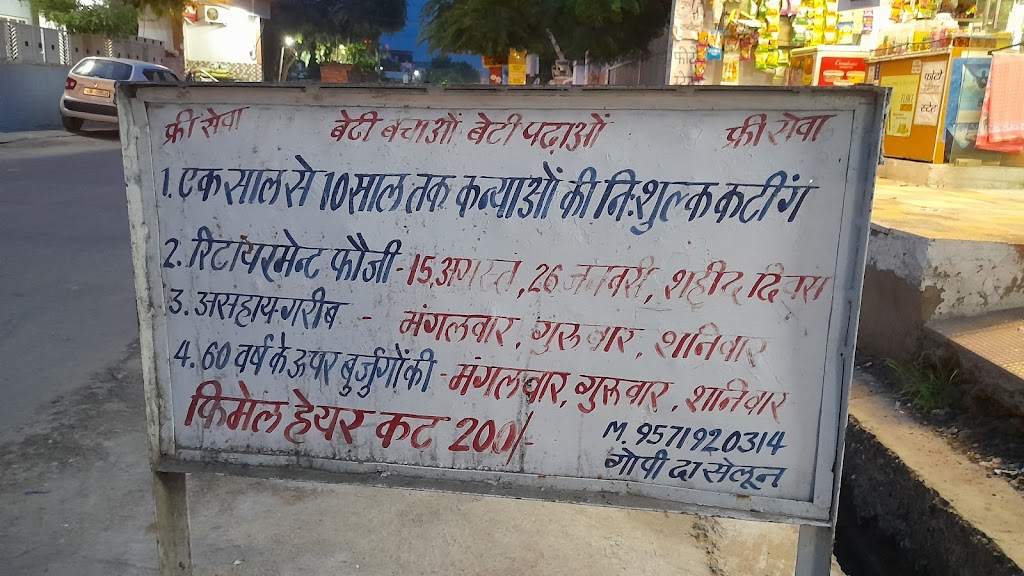 फ्री सेवा बेटी बचाओं बेटी पढ़ाओं फ्री सेवा
1. एक साल से 10 साल तक कन्याओं की निःशुल्क कटींग
2. रिटायरमेन्ट फौजी - 15 अगस्त, 26 जनवरी, शहीद दिवस
3. असहाय गरीब - मंगलवार, गुरूवार, शनिवार
4. 60 वर्ष के ऊपर बुर्जुगों की - मंगलवार, गुरूवार, शनिवार
फिमेल हेयर कट 200/-
M. 9571920314
गोपी दा सेलून
फोटो
स्टेट